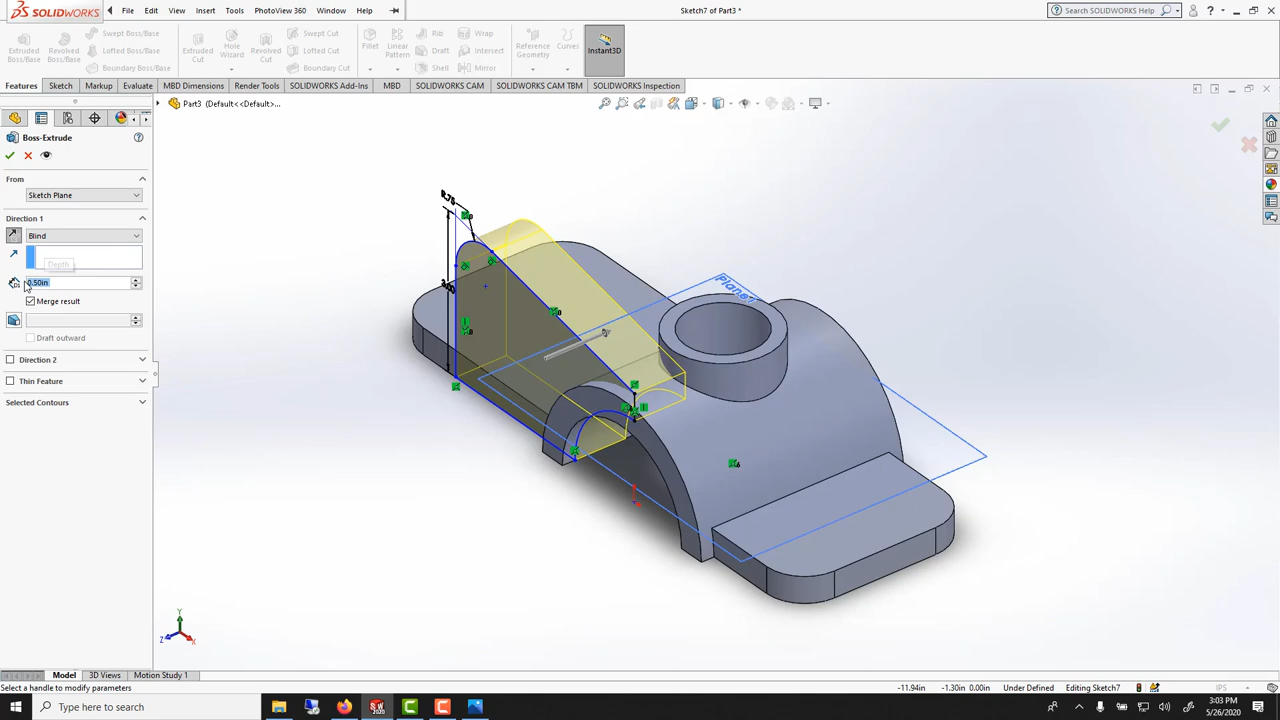 SOLIDWORKS
File Edit View Insert Tools PhotoView 360 Window Help
Sketch7 of Part3 *
Search SOLIDWORKS Help
Extruded Boss/Base
Revolved Boss/Base
Swept Boss/Base
Lofted Boss/Base
Boundary Boss/Base
Extruded Cut
Hole Wizard
Revolved Cut
Swept Cut
Lofted Cut
Boundary Cut
Fillet
Linear Pattern
Rib
Draft
Shell
Wrap
Intersect
Mirror
Reference Geometry
Curves
Instant3D
Features Sketch Markup Evaluate MBD Dimensions Render Tools SOLIDWORKS Add-Ins MBD SOLIDWORKS CAM SOLIDWORKS CAM TBM SOLIDWORKS Inspection
Part3 (Default<<Default>...
Boss-Extrude
From
Sketch Plane
Direction 1
Blind
Depth
0.50in
Merge result
Draft outward
Direction 2
Thin Feature
Selected Contours
R.75
3.00
Plane1
Y
Z
X
Model 3D Views Motion Study 1
Select a handle to modify parameters
-11.94in -1.30in 0.00in Under Defined Editing Sketch7 IPS
Type here to search
3:03 PM
5/26/2020